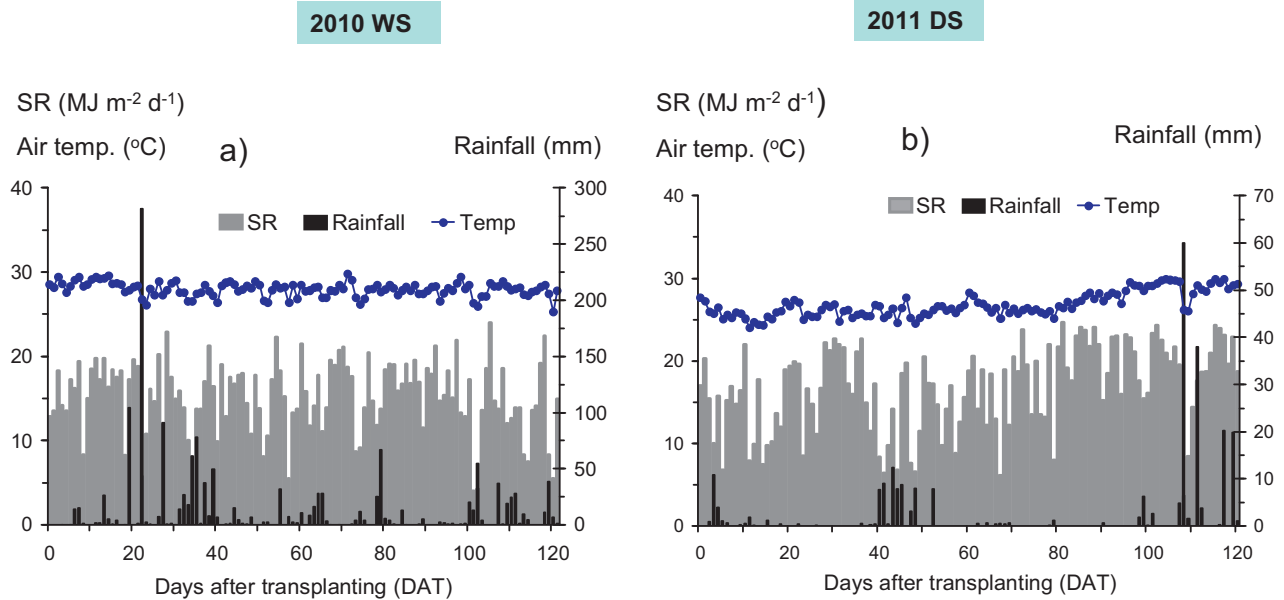 2010 WS
2011 DS
SR (MJ m-2 d-1)
Air temp. (oC)
a)
Rainfall (mm)
40
30
20
10
0
300
250
200
150
100
50
0
SR
Rainfall
Temp
0
20
40
60
80
100
120
Days after transplanting (DAT)
SR (MJ m-2 d-1)
Air temp. (oC)
b)
Rainfall (mm)
40
30
20
10
0
70
60
50
40
30
20
10
0
SR
Rainfall
Temp
0
20
40
60
80
100
120
Days after transplanting (DAT)